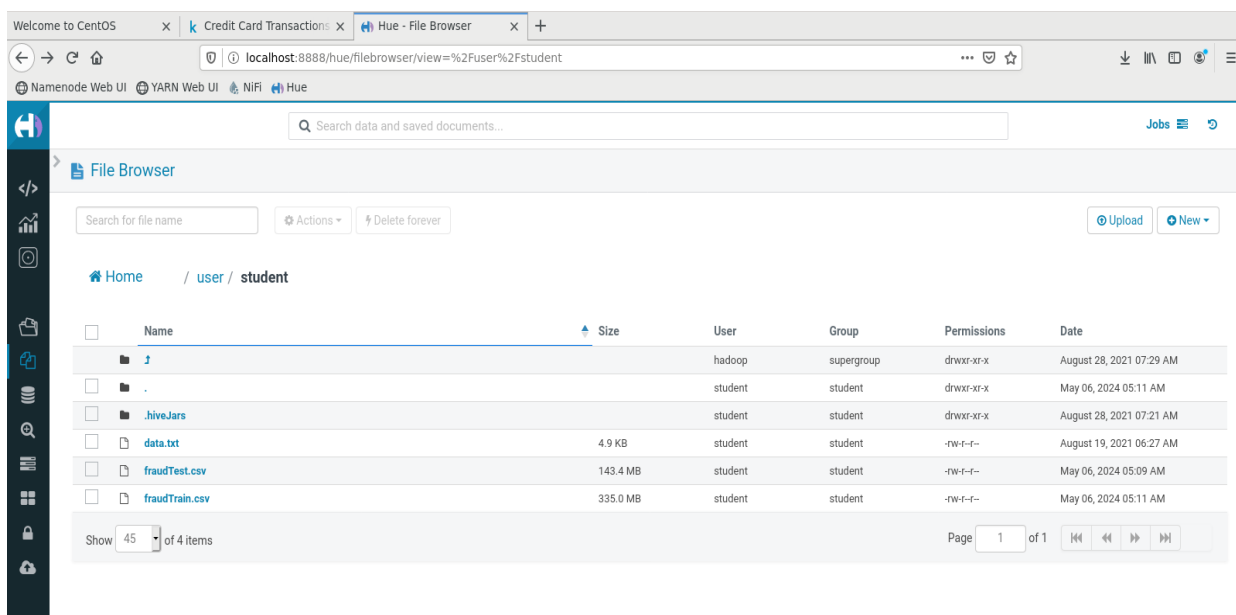 Welcome to CentOS × k Credit Card Transactions × Hue - File Browser × +
localhost:8888/hue/filebrowser/view=%2Fuser%2Fstudent
Namenode Web UI YARN Web UI NiFi Hue
Search data and saved documents...
Jobs
File Browser
Search for file name Actions Delete forever Upload New
Home / user / student
Name Size User Group Permissions Date
hadoop supergroup drwxr-xr-x August 28, 2021 07:29 AM
. student student drwxr-xr-x May 06, 2024 05:11 AM
.hiveJars student student drwxr-xr-x August 28, 2021 07:21 AM
data.txt 4.9 KB student student -rw-r--r-- August 19, 2021 06:27 AM
fraudTest.csv 143.4 MB student student -rw-r--r-- May 06, 2024 05:09 AM
fraudTrain.csv 335.0 MB student student -rw-r--r-- May 06, 2024 05:11 AM
Show 45 of 4 items Page 1 of 1